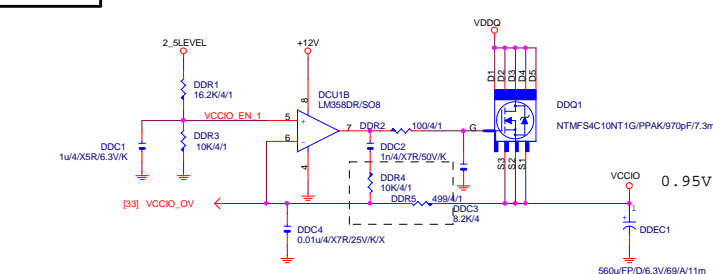 2_5LEVEL
+12V
VDDQ
D1
D2
D3
D4
D5
DDR1
16.2K/4/1
DCU1B
LM358DR/SO8
8
VCCIO_EN_1
5
+
6
-
7
4
DDR2
100/4/1
G
DDQ1
NTMFS4C10NT1G/PPAK/970pF/7.3m
DDC1
1u/4/X5R/6.3V/K
DDR3
10K/4/1
DDC2
1n/4/X7R/50V/K
S3
S2
S1
DDR4
10K/4/1
VCCIO
0.95V
[33] VCCIO_OV
DDR5
499/4/1
DDC3
8.2K/4
1
+
DDEC1
DDC4
0.01u/4/X7R/25V/K/X
560u/FP/D/6.3V/69/A/11m